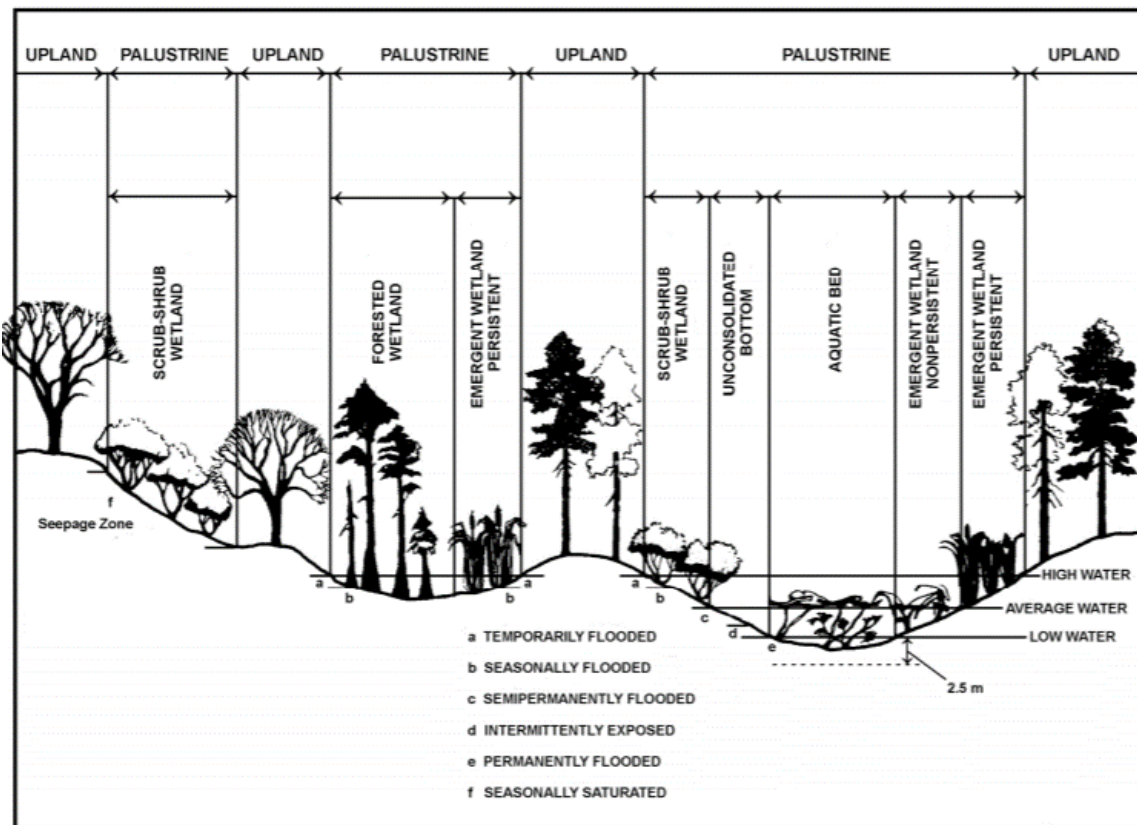 UPLAND PALUSTRINE UPLAND PALUSTRINE UPLAND PALUSTRINE UPLAND
SCRUB-SHRUB
WETLAND
FORESTED
WETLAND
EMERGENT WETLAND
PERSISTENT
SCRUB-SHRUB
WETLAND
UNCONSOLIDATED
BOTTOM
AQUATIC BED
EMERGENT WETLAND
NONPERSISTENT
EMERGENT WETLAND
PERSISTENT
f
Seepage Zone
a
b
b
a
a
b
c
d
e
HIGH WATER
AVERAGE WATER
LOW WATER
2.5 m
a TEMPORARILY FLOODED
b SEASONALLY FLOODED
c SEMIPERMANENTLY FLOODED
d INTERMITTENTLY EXPOSED
e PERMANENTLY FLOODED
f SEASONALLY SATURATED